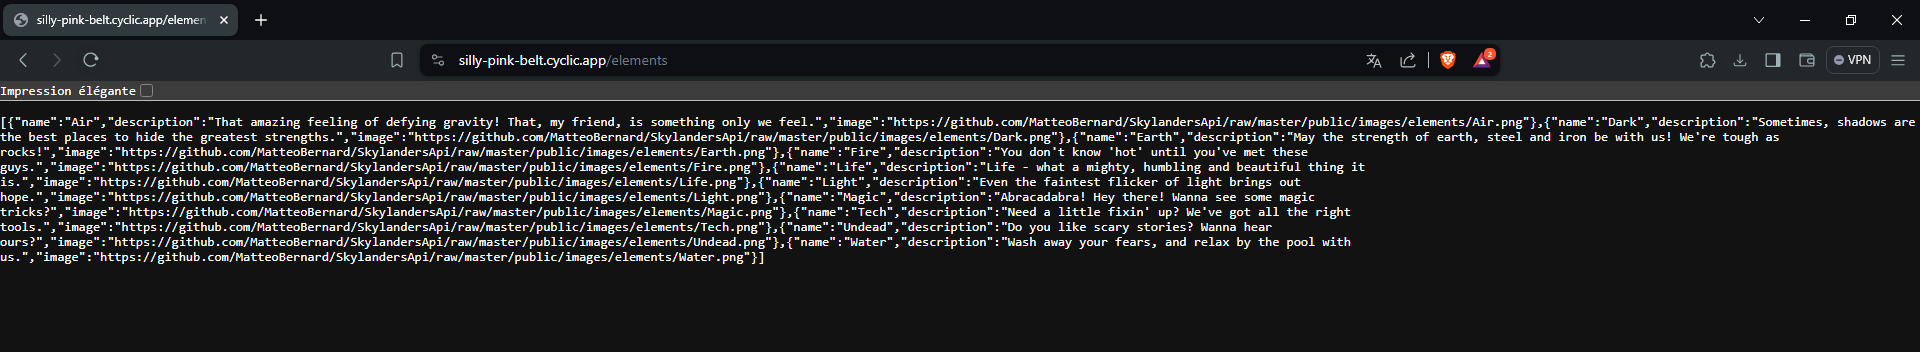 silly-pink-belt.cyclic.app/elemen
silly-pink-belt.cyclic.app/elements
2
VPN
Impression élégante
[{"name":"Air","description":"That amazing feeling of defying gravity! That, my friend, is something only we feel.","image":"https://github.com/MatteoBernard/SkylandersApi/raw/master/public/images/elements/Air.png"},{"name":"Dark","description":"Sometimes, shadows are
the best places to hide the greatest strengths.","image":"https://github.com/MatteoBernard/SkylandersApi/raw/master/public/images/elements/Dark.png"},{"name":"Earth","description":"May the strength of earth, steel and iron be with us! We're tough as
rocks!","image":"https://github.com/MatteoBernard/SkylandersApi/raw/master/public/images/elements/Earth.png"},{"name":"Fire","description":"You don't know 'hot' until you've met these
guys.","image":"https://github.com/MatteoBernard/SkylandersApi/raw/master/public/images/elements/Fire.png"},{"name":"Life","description":"Life - what a mighty, humbling and beautiful thing it
is.","image":"https://github.com/MatteoBernard/SkylandersApi/raw/master/public/images/elements/Life.png"},{"name":"Light","description":"Even the faintest flicker of light brings out
hope.","image":"https://github.com/MatteoBernard/SkylandersApi/raw/master/public/images/elements/Light.png"},{"name":"Magic","description":"Abracadabra! Hey there! Wanna see some magic
tricks?","image":"https://github.com/MatteoBernard/SkylandersApi/raw/master/public/images/elements/Magic.png"},{"name":"Tech","description":"Need a little fixin' up? We've got all the right
tools.","image":"https://github.com/MatteoBernard/SkylandersApi/raw/master/public/images/elements/Tech.png"},{"name":"Undead","description":"Do you like scary stories? Wanna hear
ours?","image":"https://github.com/MatteoBernard/SkylandersApi/raw/master/public/images/elements/Undead.png"},{"name":"Water","description":"Wash away your fears, and relax by the pool with
us.","image":"https://github.com/MatteoBernard/SkylandersApi/raw/master/public/images/elements/Water.png"}]